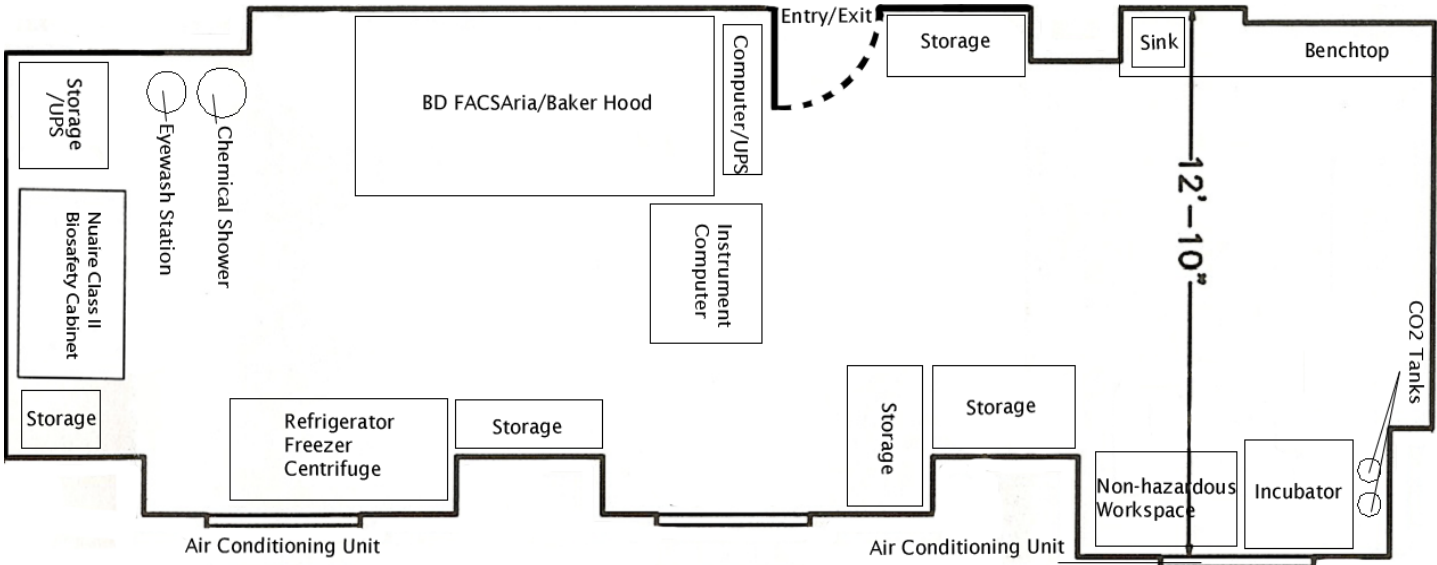 Entry/Exit
Storage
Sink
Benchtop
Storage
/UPS
Eyewash Station
Chemical Shower
BD FACSAria/Baker Hood
Computer/UPS
12'-10"
Nuaire Class II
Biosafety Cabinet
Instrument
Computer
CO2 Tanks
Storage
Refrigerator
Freezer
Centrifuge
Storage
Storage
Storage
Non-hazardous
Workspace
Incubator
Air Conditioning Unit
Air Conditioning Unit